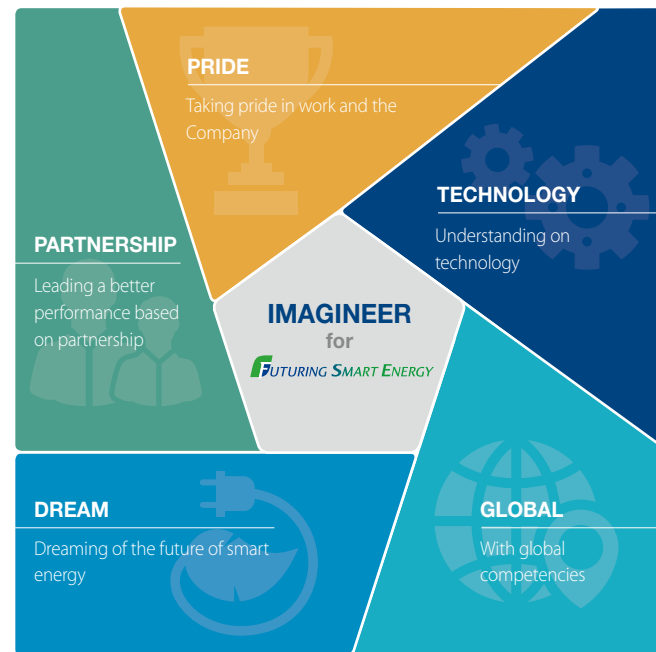 PRIDE
Taking pride in work and the
Company
TECHNOLOGY
Understanding on
technology
PARTNERSHIP
Leading a better
performance based
on partnership
IMAGINEER
for
FUTURING SMART ENERGY
DREAM
Dreaming of the future of smart
energy
GLOBAL
With global
competencies